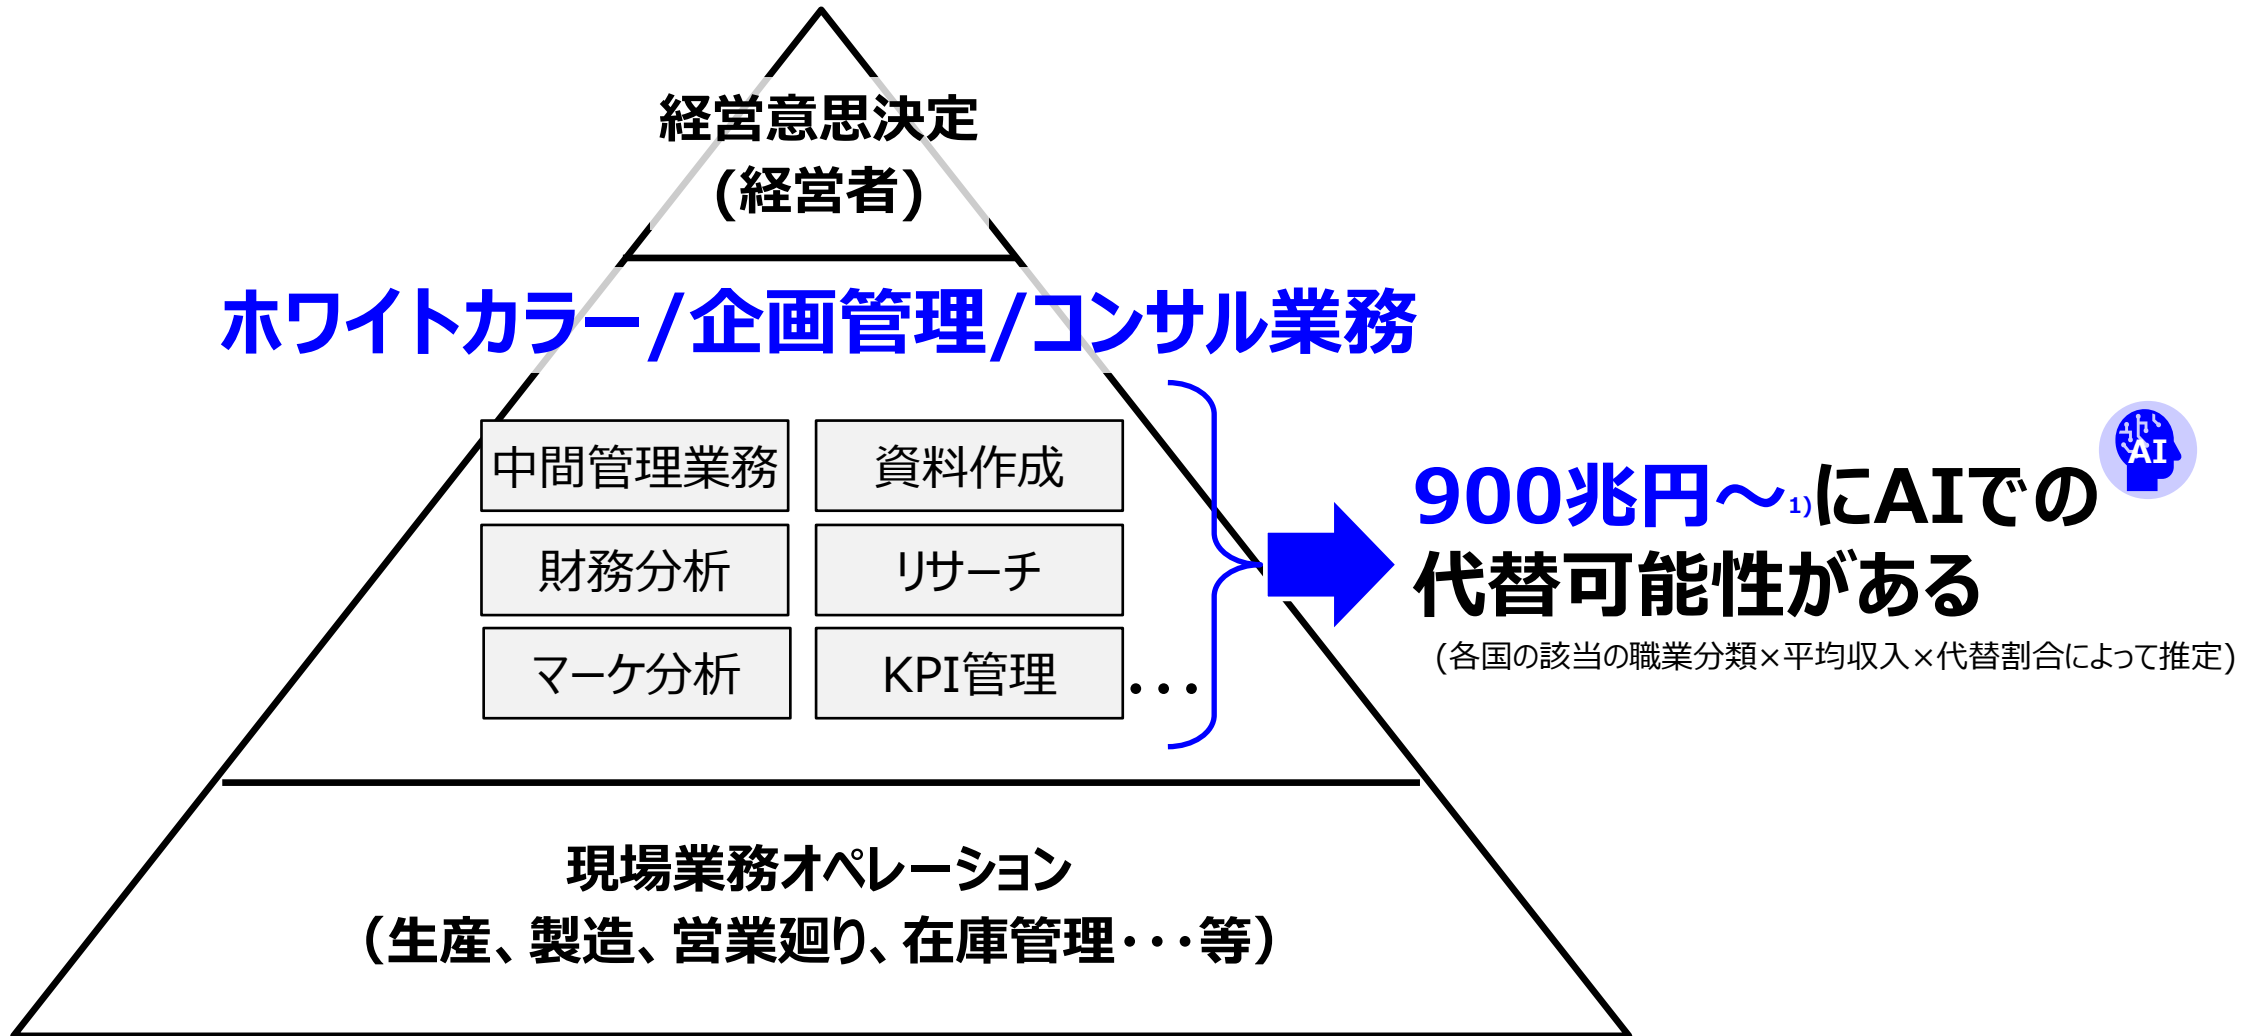 経営意思決定
(経営者)
ホワイトカラー/企画管理/コンサル業務
中間管理業務
資料作成
財務分析
リサーチ
マーケ分析
KPI管理
・・・
AI
900兆円～1)にAIでの
代替可能性がある
(各国の該当の職業分類×平均収入×代替割合によって推定)
現場業務オペレーション
（生産、製造、営業廻り、在庫管理・・・等）